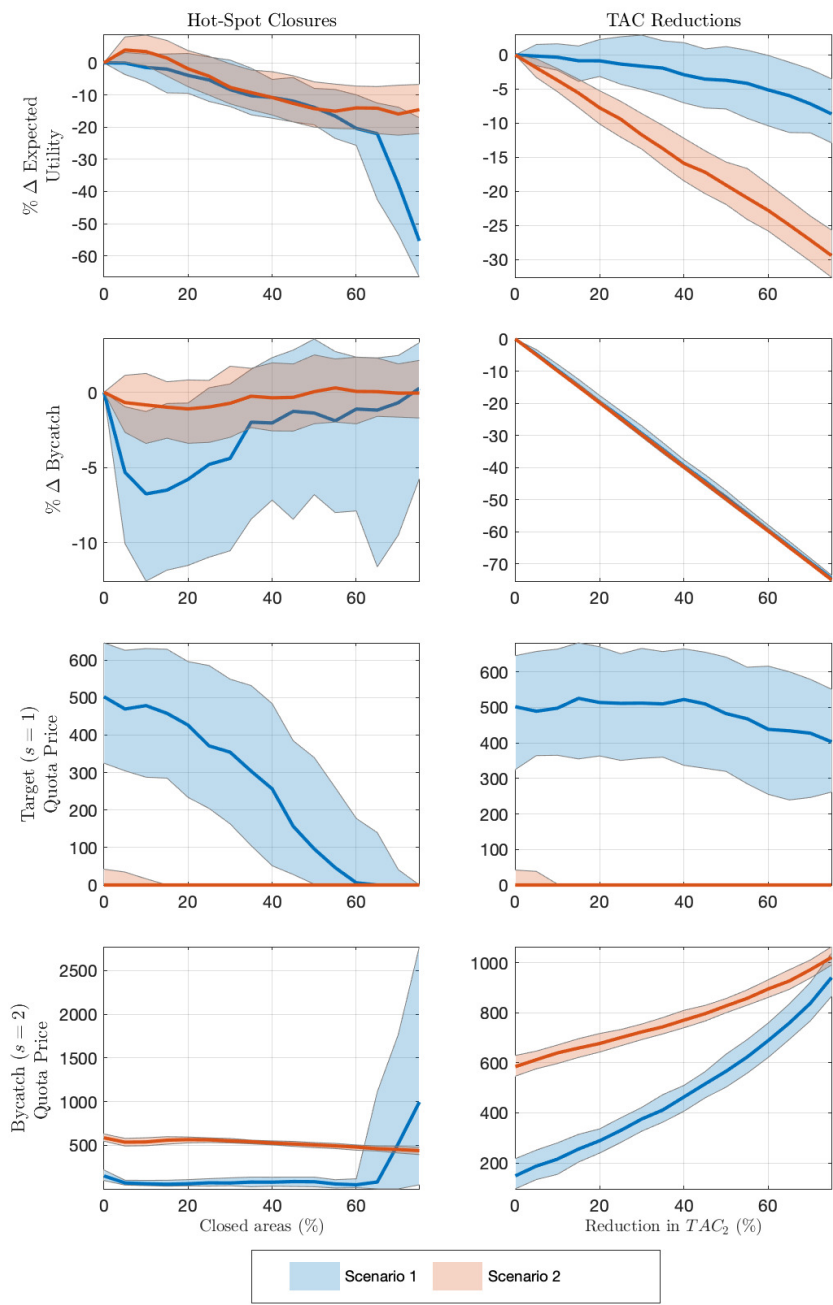 Hot-Spot Closures
TAC Reductions
% Δ Expected
Utility
0
-10
-20
-30
-40
-50
-60
0 20 40 60
0
-5
-10
-15
-20
-25
-30
0 20 40 60
% Δ Bycatch
0
-5
-10
0 20 40 60
0
-10
-20
-30
-40
-50
-60
-70
0 20 40 60
Target (s = 1)
Quota Price
600
500
400
300
200
100
0
0 20 40 60
600
500
400
300
200
100
0
0 20 40 60
Bycatch (s = 2)
Quota Price
2500
2000
1500
1000
500
0 20 40 60
Closed areas (%)
1000
800
600
400
200
0 20 40 60
Reduction in TAC₂ (%)
Scenario 1 Scenario 2